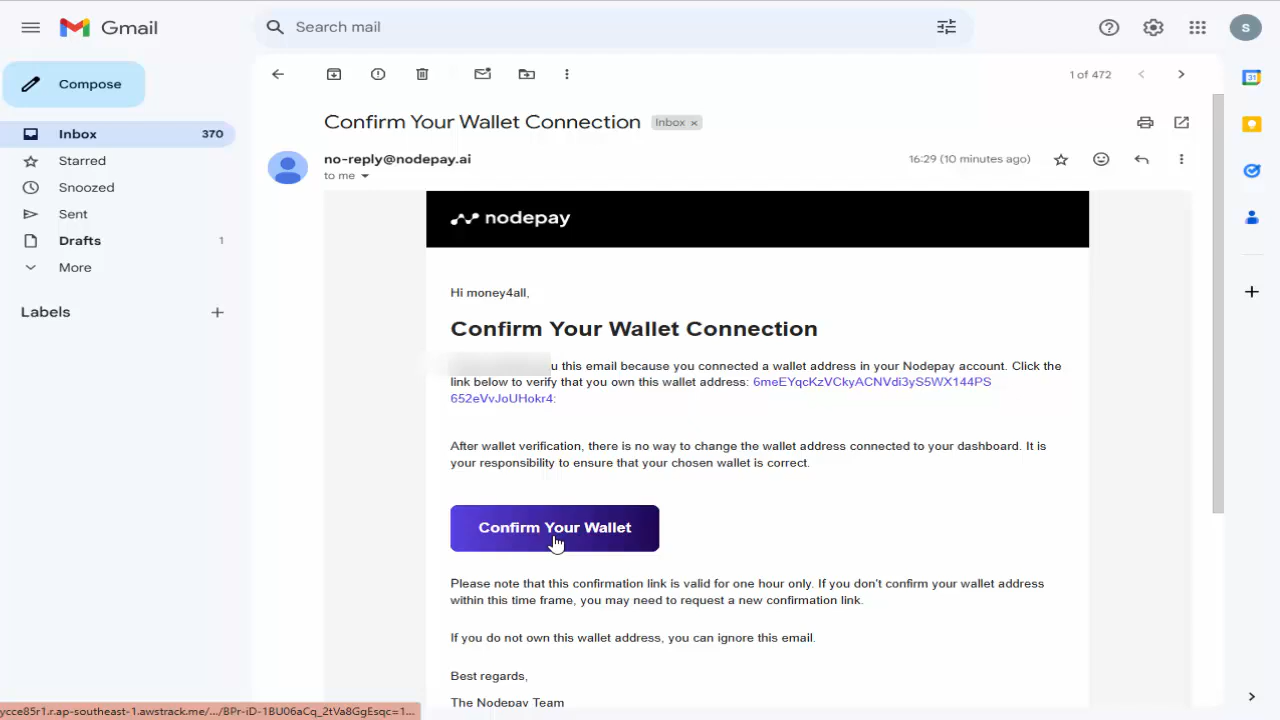 Gmail
Search mail
S
Compose
1 of 472
Inbox 370
Starred
Snoozed
Sent
Drafts 1
More
Labels
Confirm Your Wallet Connection Inbox ×
no-reply@nodepay.ai 16:29 (10 minutes ago)
to me
31
nodepay
Hi money4all,
Confirm Your Wallet Connection
u this email because you connected a wallet address in your Nodepay account. Click the
link below to verify that you own this wallet address: 6meEYqcKzVCkyACNVdi3yS5WX144PS
652eVvJoUHokr4:
After wallet verification, there is no way to change the wallet address connected to your dashboard. It is
your responsibility to ensure that your chosen wallet is correct.
Confirm Your Wallet
Please note that this confirmation link is valid for one hour only. If you don't confirm your wallet address
within this time frame, you may need to request a new confirmation link.
If you do not own this wallet address, you can ignore this email.
Best regards,
The Nodepay Team
ycce85r1.r.ap-southeast-1.awstrack.me/.../BPr-iD-1BU06aCq_2tVa8GgEsqc=1...